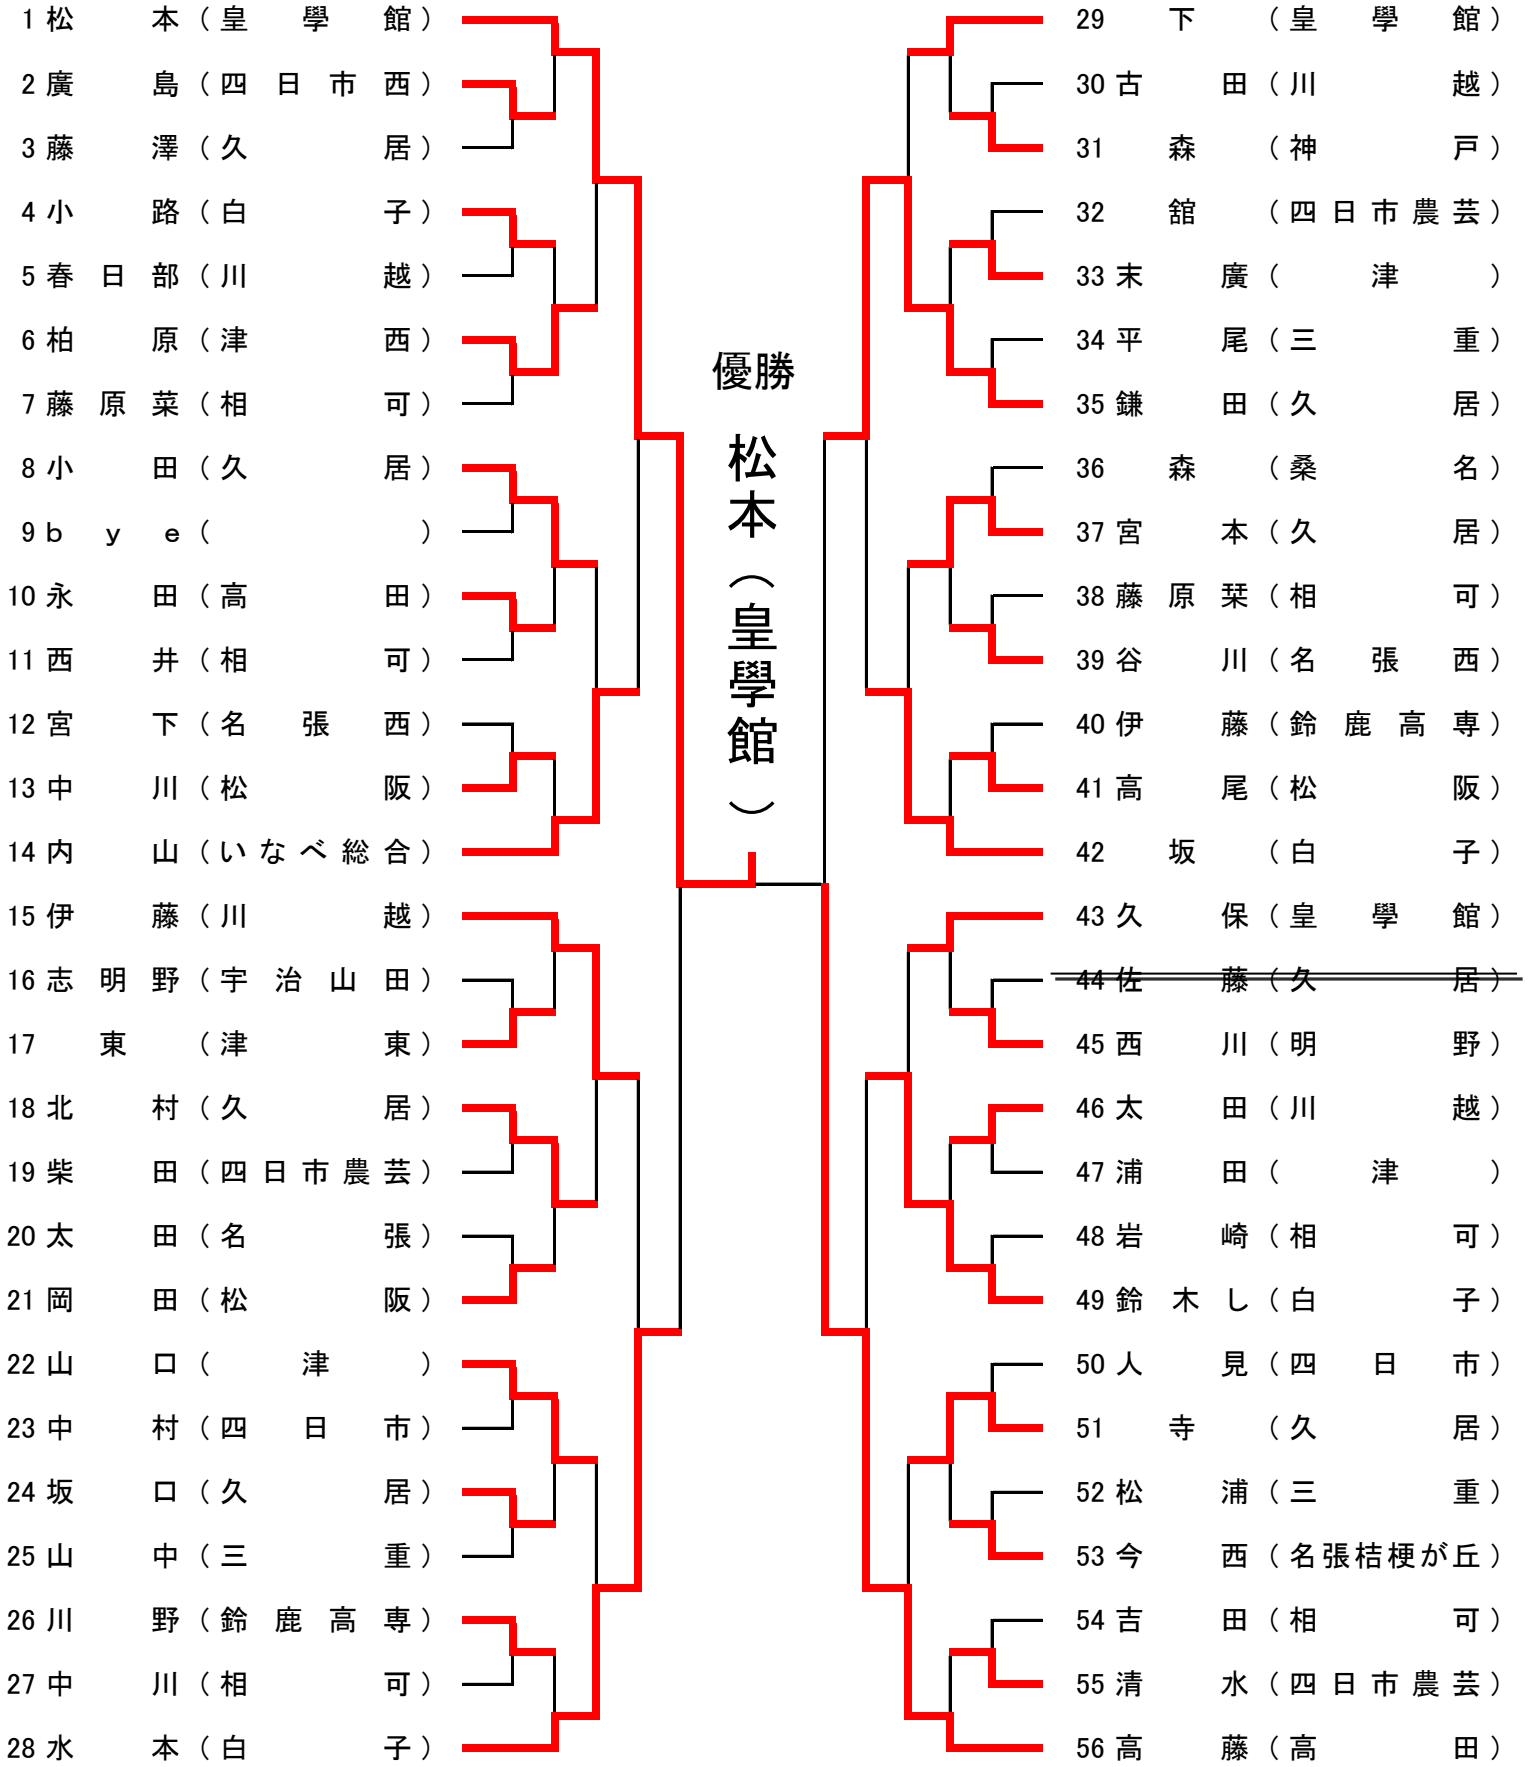 1 松本（皇學館）
2 廣島（四日市西）
3 藤澤（久居）
4 小路（白子）
5 春日部（川越）
6 柏原（津西）
7 藤原菜（相可）
8 小田（久居）
9 ｂｙｅ（　）
10 永田（高田）
11 西井（相可）
12 宮下（名張西）
13 中川（松阪）
14 内山（いなべ総合）
15 伊藤（川越）
16 志明野（宇治山田）
17 東（津東）
18 北村（久居）
19 柴田（四日市農芸）
20 太田（名張）
21 岡田（松阪）
22 山口（津）
23 中村（四日市）
24 坂口（久居）
25 山中（三重）
26 川野（鈴鹿高専）
27 中川（相可）
28 水本（白子）
優勝
松本（皇學館）
29 下（皇學館）
30 古田（川越）
31 森（神戸）
32 舘（四日市農芸）
33 末廣（津）
34 平尾（三重）
35 鎌田（久居）
36 森（桑名）
37 宮本（久居）
38 藤原栞（相可）
39 谷川（名張西）
40 伊藤（鈴鹿高専）
41 高尾（松阪）
42 坂（白子）
43 久保（皇學館）
44 佐藤（久居）
45 西川（明野）
46 太田（川越）
47 浦田（津）
48 岩崎（相可）
49 鈴木し（白子）
50 人見（四日市）
51 寺（久居）
52 松浦（三重）
53 今西（名張桔梗が丘）
54 吉田（相可）
55 清水（四日市農芸）
56 高藤（高田）